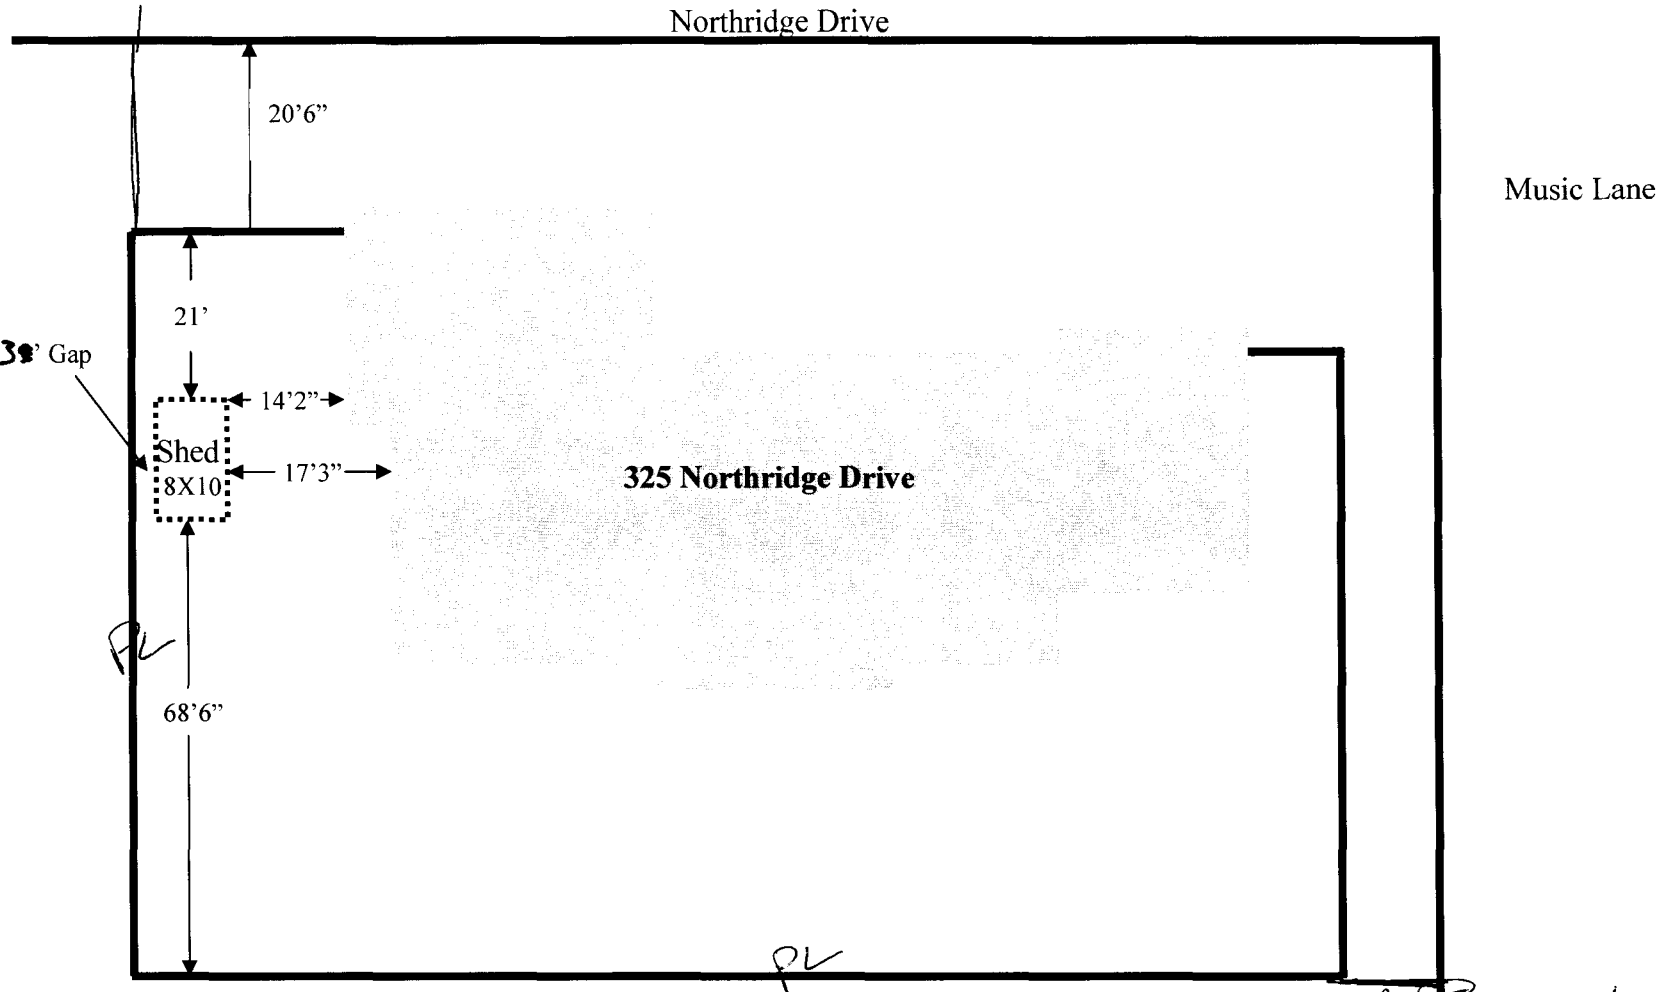 Northridge Drive
20'6”
Music Lane
21'
Gap
14'2”
Shed
17'3”
325 Northridge Drive
8X10
PL
68'6”
PL